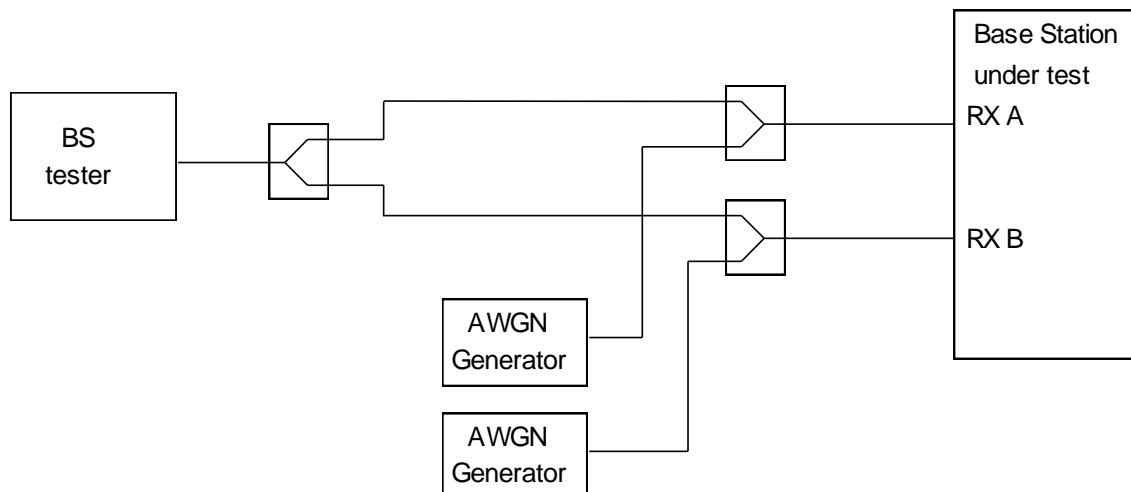 Base Station
under test
RX A
BS
tester
RX B
AWGN
Generator
AWGN
Generator